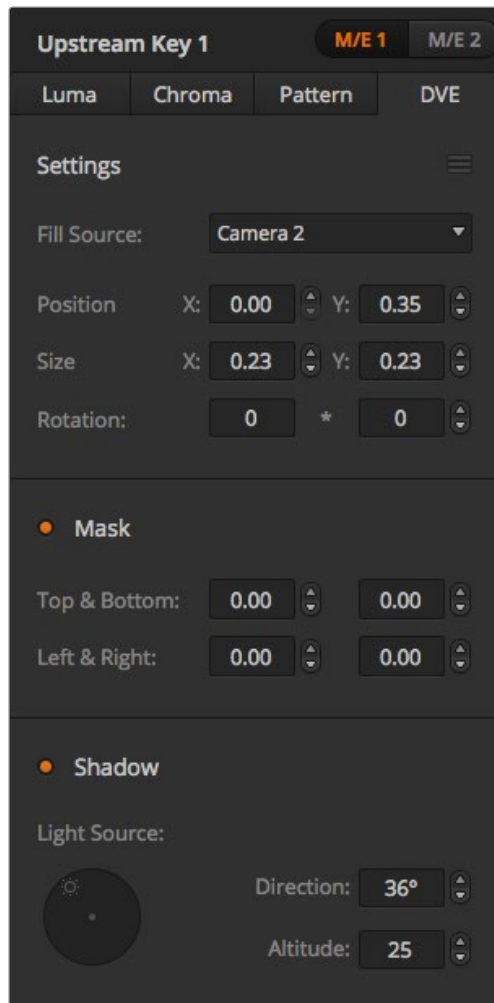 Upstream Key 1 M/E 1 M/E 2
Luma Chroma Pattern DVE
Settings
Fill Source: Camera 2
Position X: 0.00 Y: 0.35
Size X: 0.23 Y: 0.23
Rotation: 0 * 0
Mask
Top & Bottom: 0.00 0.00
Left & Right: 0.00 0.00
Shadow
Light Source:
Direction: 36º
Altitude: 25